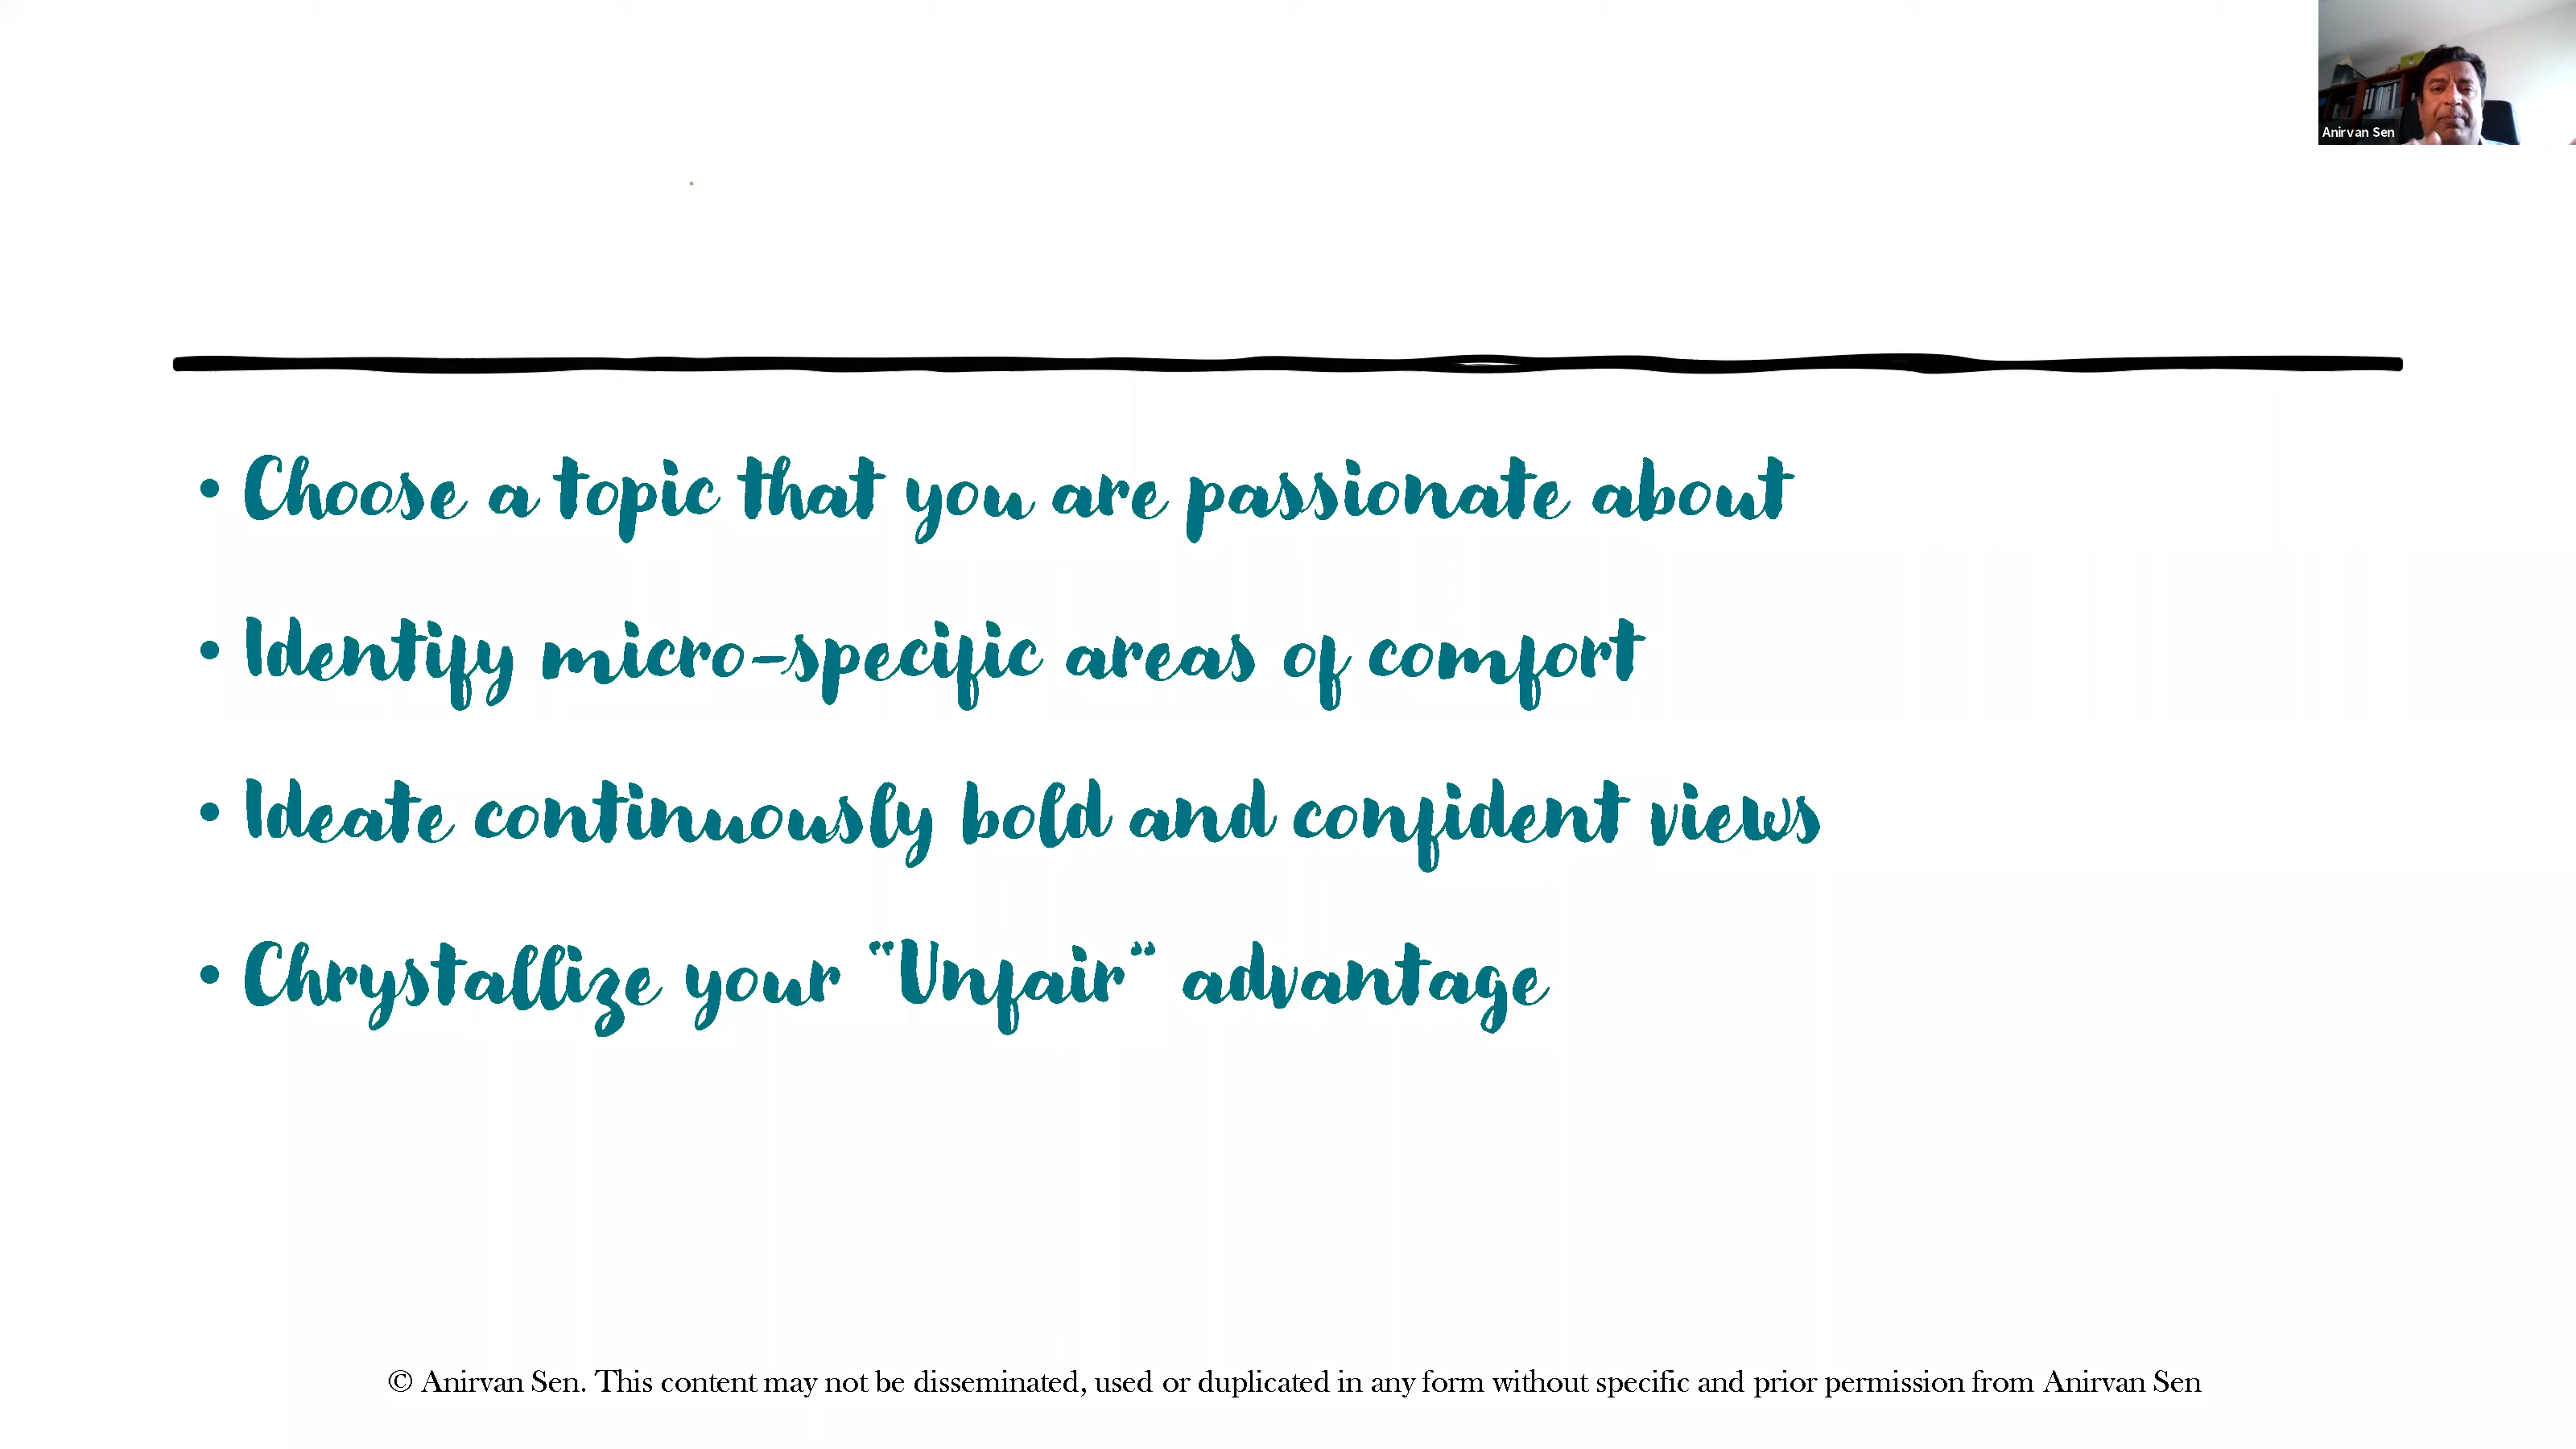 Anirvan Sen
• Choose a topic that you are passionate about
• Identify micro-specific areas of comfort
• Ideate continuously bold and confident views
• Chrystallize your "Unfair" advantage
© Anirvan Sen. This content may not be disseminated, used or duplicated in any form without specific and prior permission from Anirvan Sen